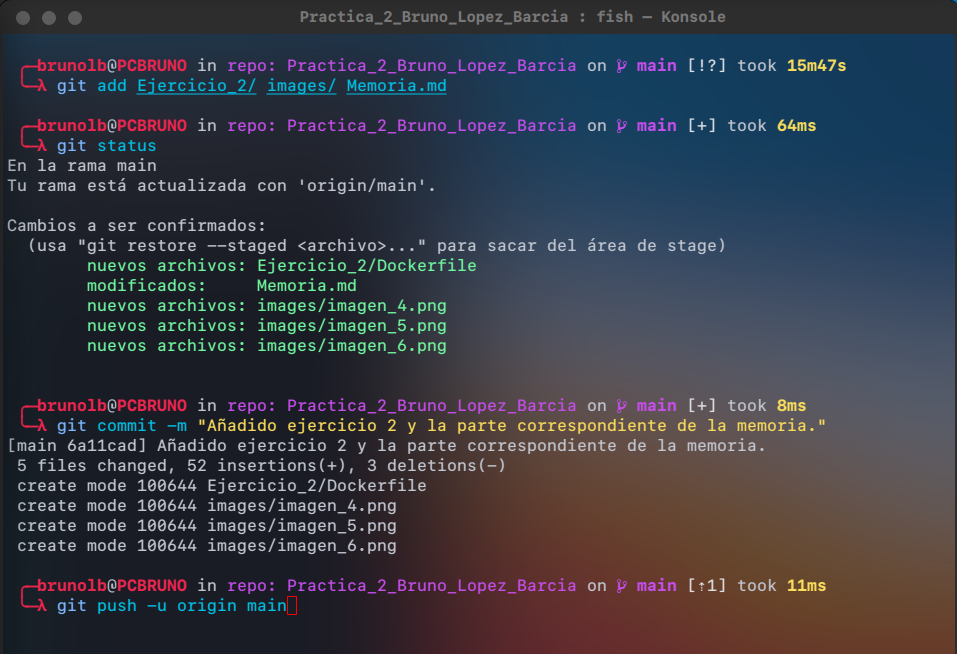 Practica_2_Bruno_Lopez_Barcia : fish — Konsole
brunolb@PCBRUNO in repo: Practica_2_Bruno_Lopez_Barcia on main [!?] took 15m47s
λ git add Ejercicio_2/ images/ Memoria.md
brunolb@PCBRUNO in repo: Practica_2_Bruno_Lopez_Barcia on main [+] took 64ms
λ git status
En la rama main
Tu rama está actualizada con 'origin/main'.
Cambios a ser confirmados:
(usa "git restore --staged <archivo>..." para sacar del área de stage)
nuevos archivos: Ejercicio_2/Dockerfile
modificados:     Memoria.md
nuevos archivos: images/imagen_4.png
nuevos archivos: images/imagen_5.png
nuevos archivos: images/imagen_6.png
brunolb@PCBRUNO in repo: Practica_2_Bruno_Lopez_Barcia on main [+] took 8ms
λ git commit -m "Añadido ejercicio 2 y la parte correspondiente de la memoria."
[main 6a11cad] Añadido ejercicio 2 y la parte correspondiente de la memoria.
5 files changed, 52 insertions(+), 3 deletions(-)
create mode 100644 Ejercicio_2/Dockerfile
create mode 100644 images/imagen_4.png
create mode 100644 images/imagen_5.png
create mode 100644 images/imagen_6.png
brunolb@PCBRUNO in repo: Practica_2_Bruno_Lopez_Barcia on main [⇡1] took 11ms
λ git push -u origin main